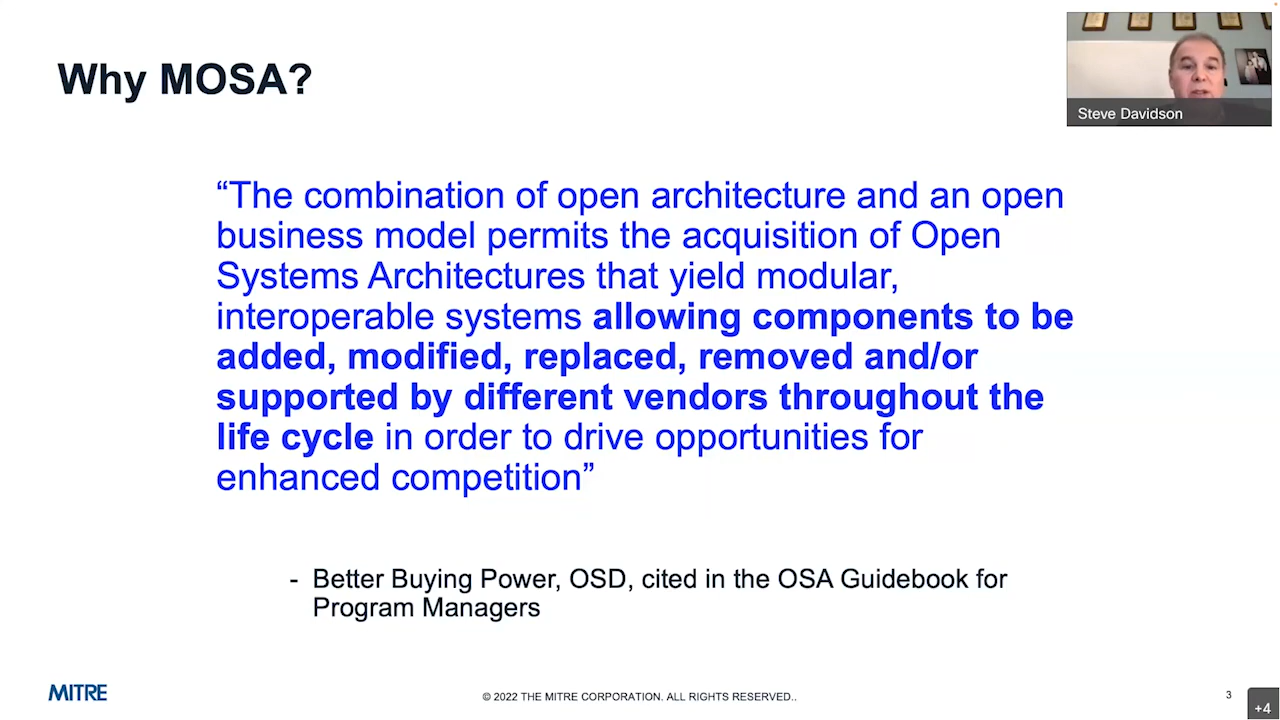 Why MOSA?
Steve Davidson
“The combination of open architecture and an open
business model permits the acquisition of Open
Systems Architectures that yield modular,
interoperable systems allowing components to be
added, modified, replaced, removed and/or
supported by different vendors throughout the
life cycle in order to drive opportunities for
enhanced competition”
- Better Buying Power, OSD, cited in the OSA Guidebook for
Program Managers
MITRE
© 2022 THE MITRE CORPORATION. ALL RIGHTS RESERVED..
3
+4